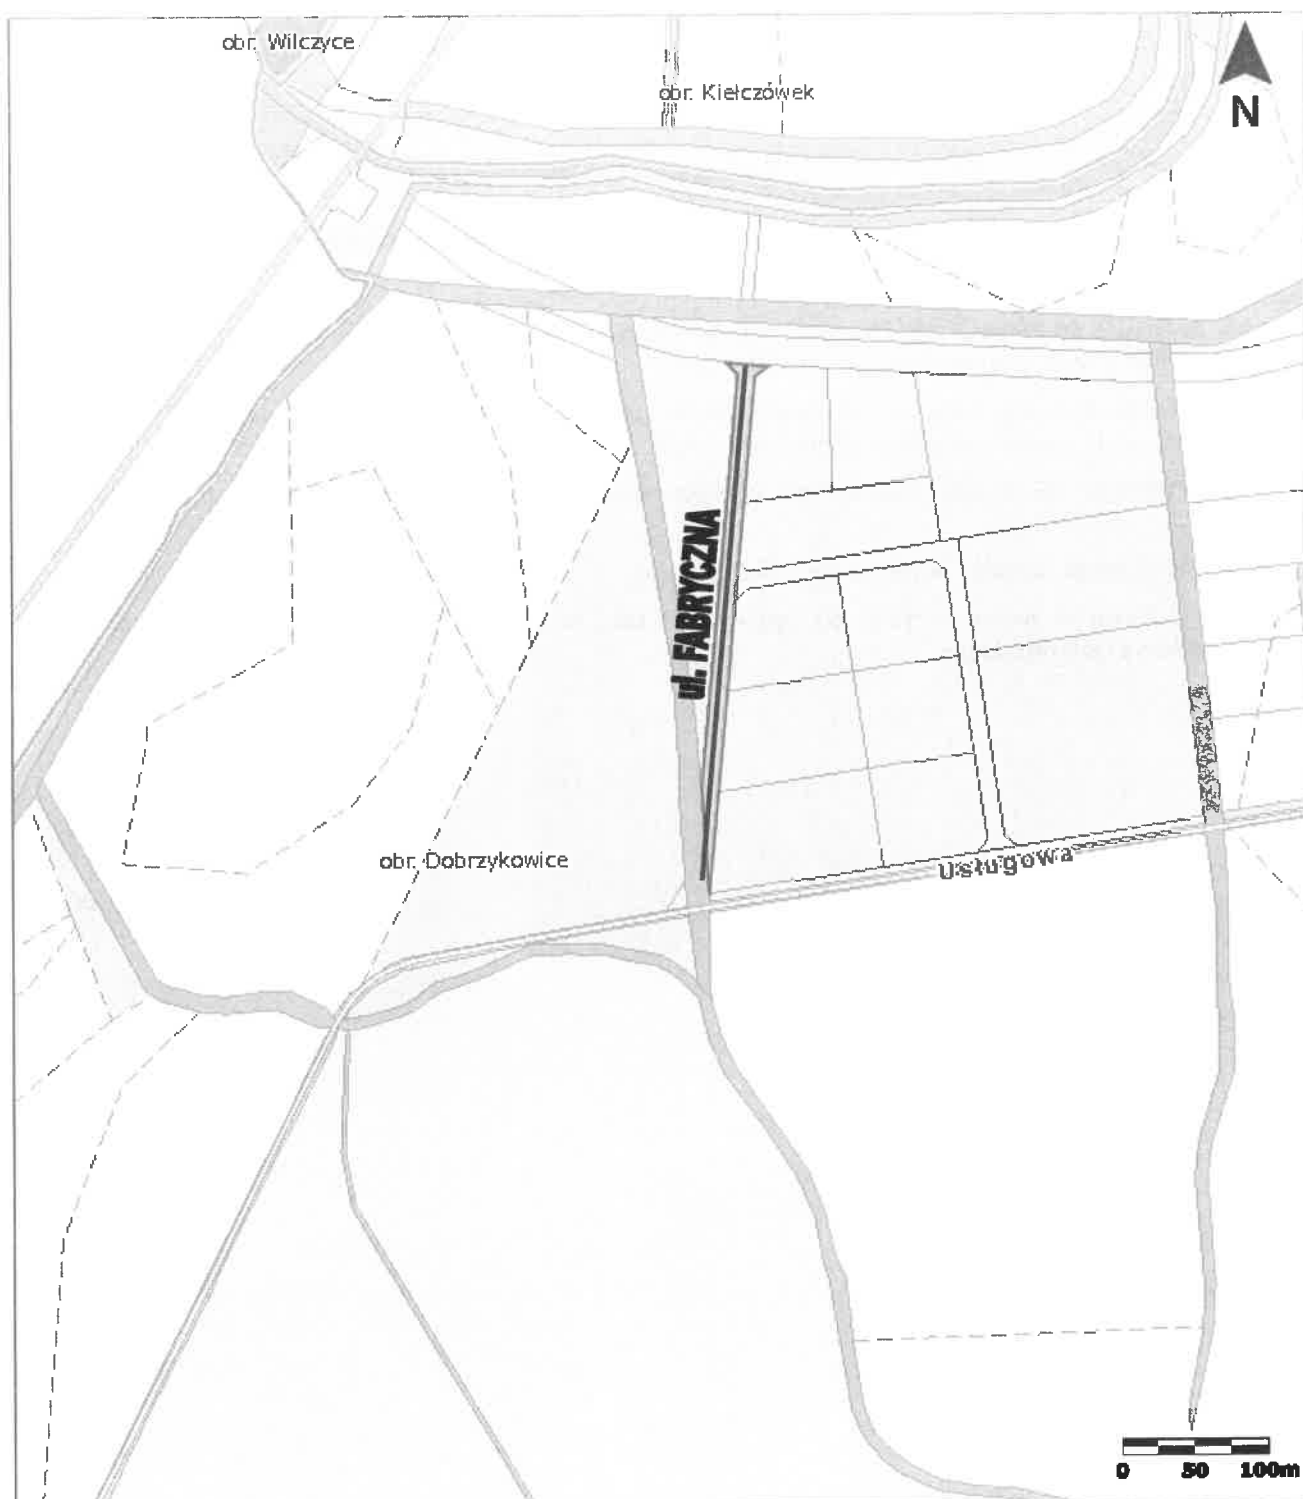 obr. Wilczyce
obr. Kiełczówek
N
ul. FABRYCZNA
obr. Dobrzykowice
Usługowa
0 50 100m